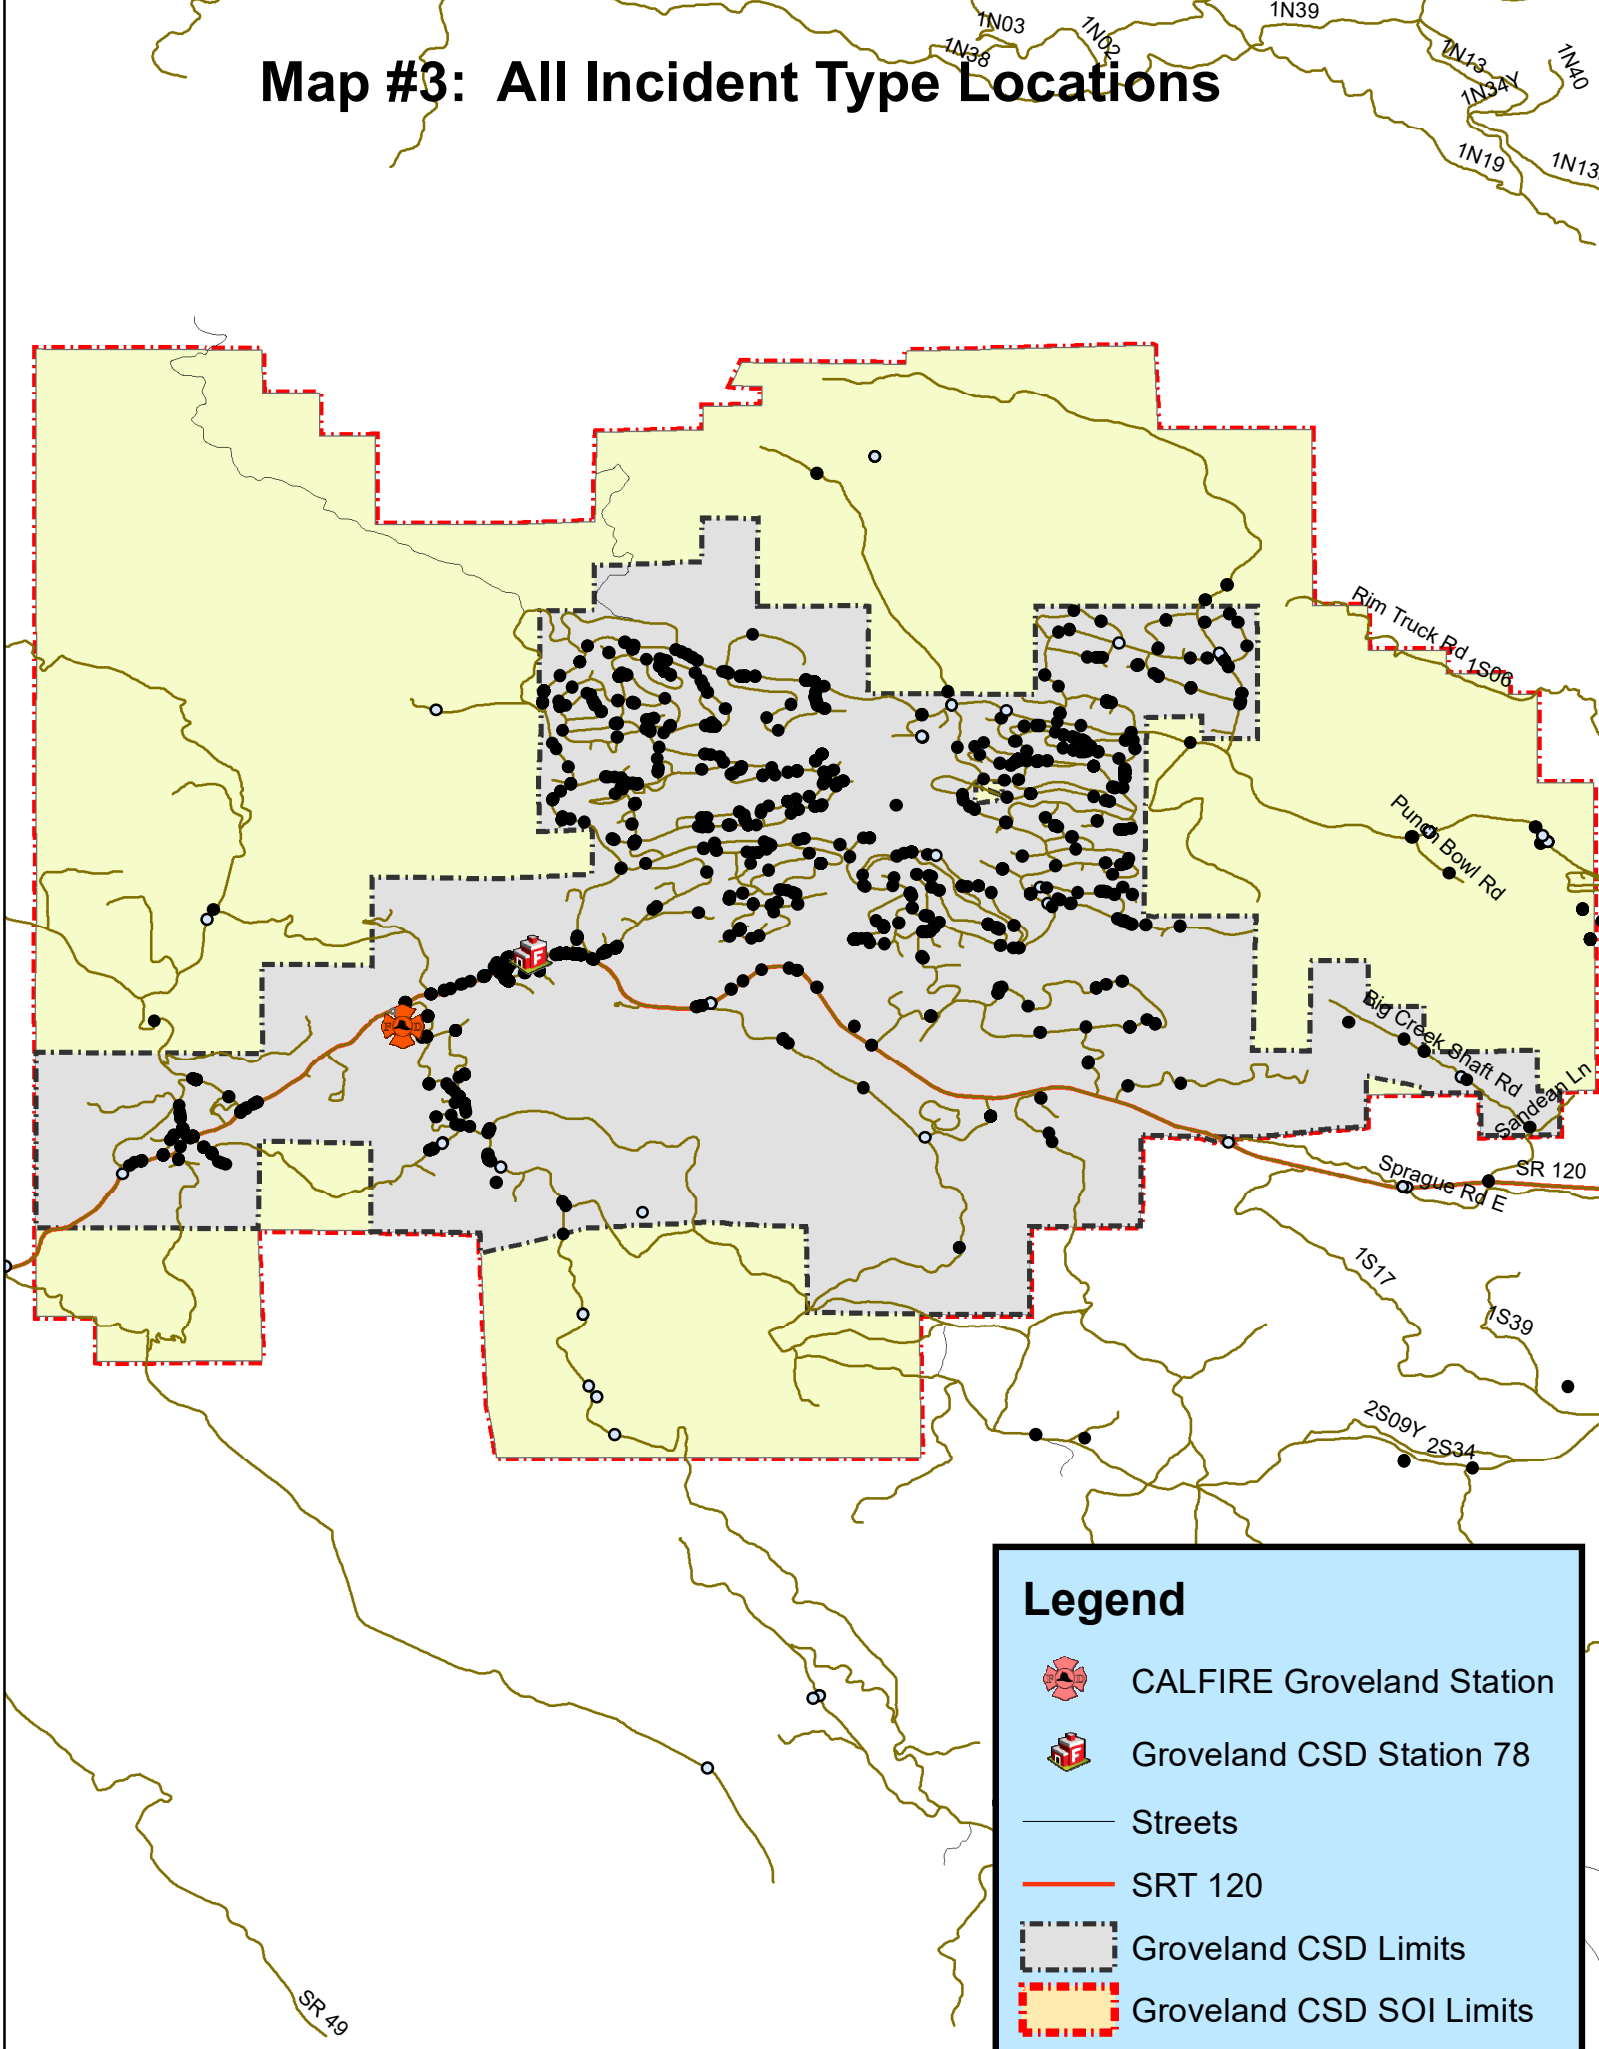 1N03
1N02
1N39
1N38
1N13
1N40
Map #3: All Incident Type Locations
1N34Y
1N19
1N13
Rim Truck Rd
1S06
Punch Bowl Rd
Big Creek Shaft Rd
Sandean Ln
SR 120
Sprague Rd E
1S17
1S39
2S09Y
2S34
Legend
CALFIRE Groveland Station
Groveland CSD Station 78
Streets
SRT 120
Groveland CSD Limits
Groveland CSD SOI Limits
SR 49